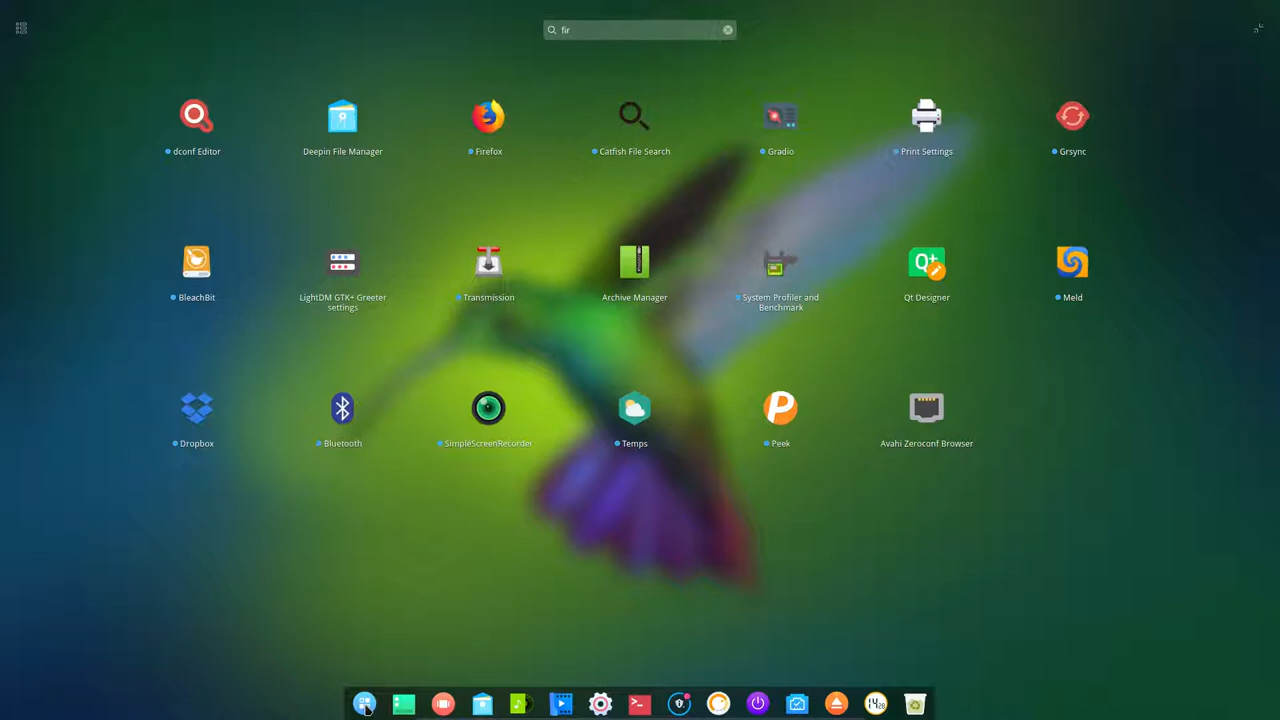 fir
dconf Editor
Deepin File Manager
Firefox
Catfish File Search
Gradio
Print Settings
Grsync
BleachBit
LightDM GTK+ Greeter
settings
Transmission
Archive Manager
System Profiler and
Benchmark
Qt Designer
Meld
Dropbox
Bluetooth
SimpleScreenRecorder
Temps
Peek
Avahi Zeroconf Browser